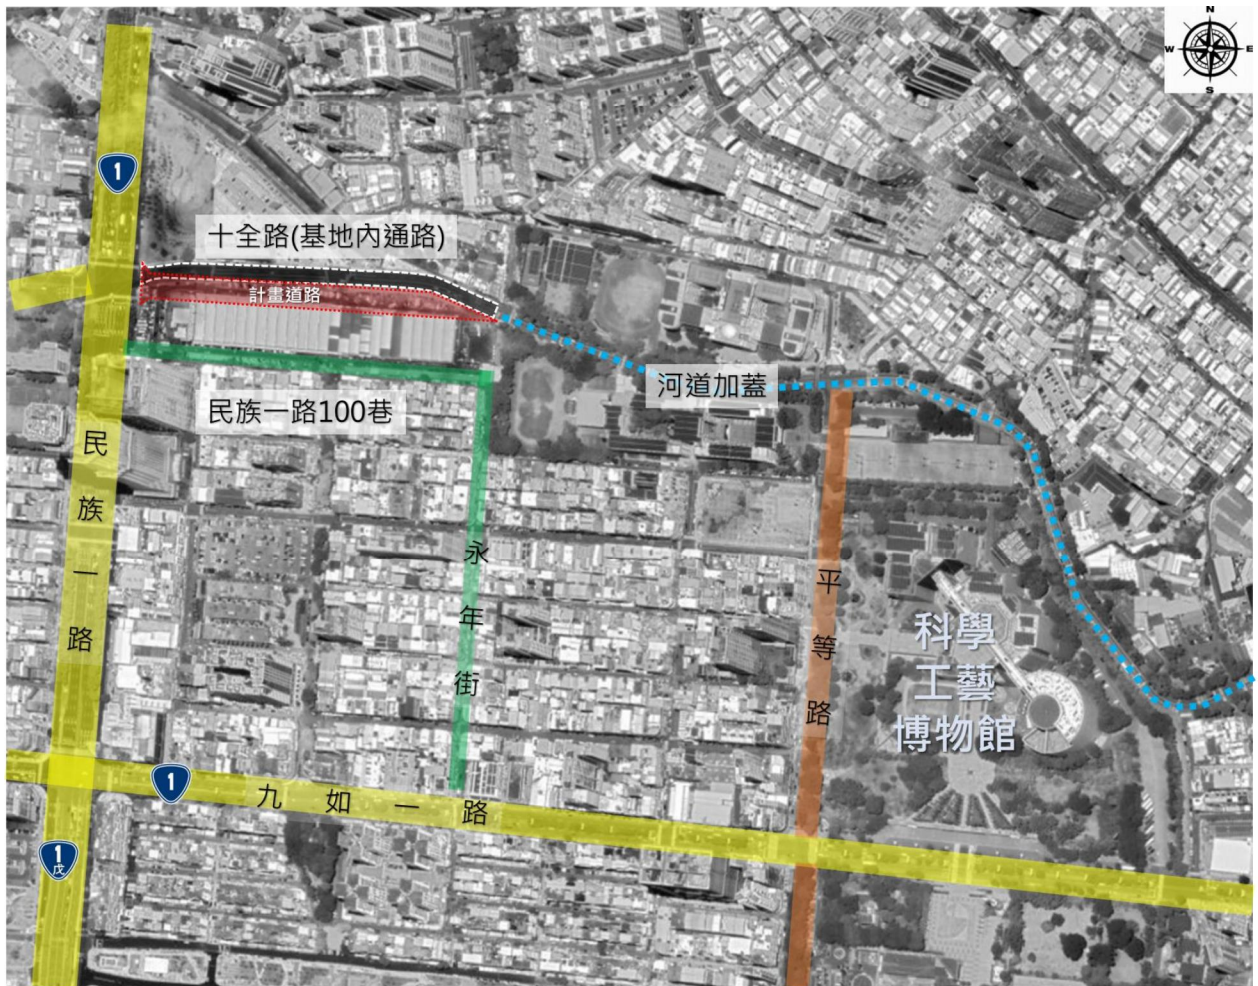 N
W E
S
1
十全路(基地內通路)
計畫道路
河道加蓋
民族一路100巷
民族一路
永年街
平等路
科學
工藝
博物館
1
九如一路
1
戊